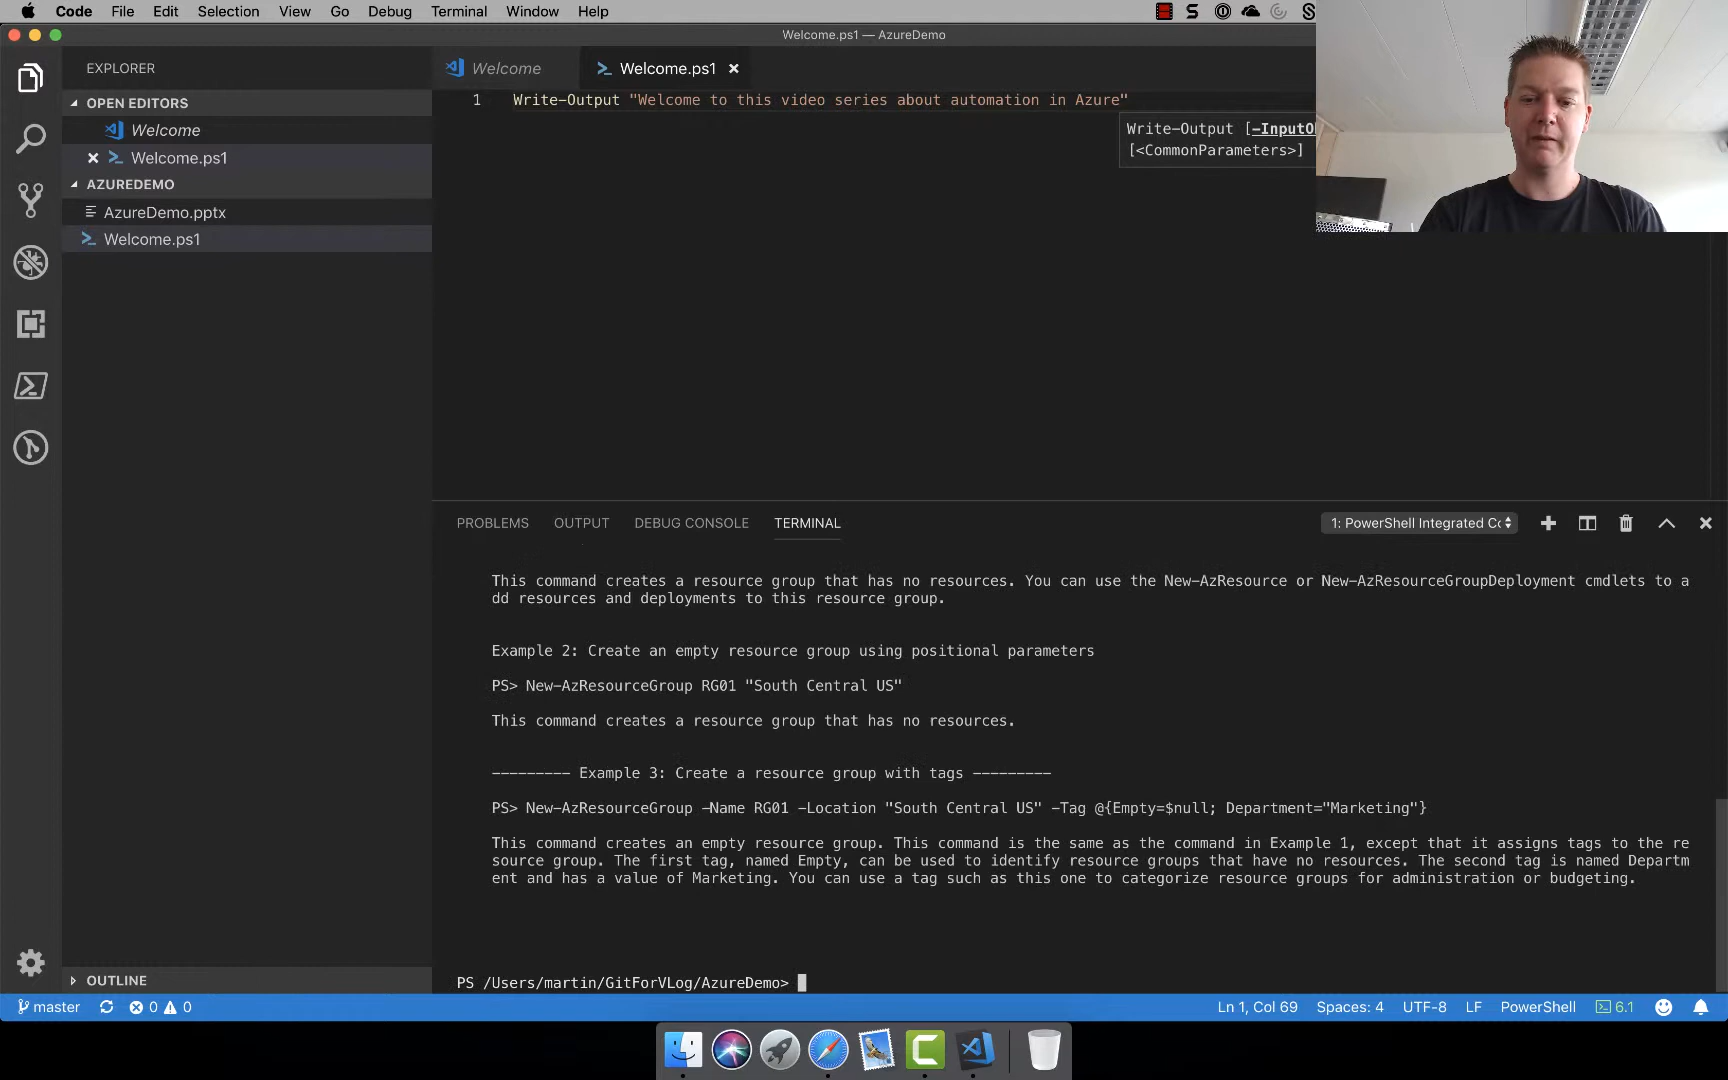 Code File Edit Selection View Go Debug Terminal Window Help
Welcome.ps1 — AzureDemo
EXPLORER
OPEN EDITORS
Welcome
Welcome.ps1
AZUREDEMO
AzureDemo.pptx
Welcome.ps1
OUTLINE
Welcome
Welcome.ps1
1 Write-Output "Welcome to this video series about automation in Azure"
Write-Output [-InputO
[<CommonParameters>]
PROBLEMS OUTPUT DEBUG CONSOLE TERMINAL
1: PowerShell Integrated Co
This command creates a resource group that has no resources. You can use the New-AzResource or New-AzResourceGroupDeployment cmdlets to a
dd resources and deployments to this resource group.
Example 2: Create an empty resource group using positional parameters
PS> New-AzResourceGroup RG01 "South Central US"
This command creates a resource group that has no resources.
--------- Example 3: Create a resource group with tags ---------
PS> New-AzResourceGroup -Name RG01 -Location "South Central US" -Tag @{Empty=$null; Department="Marketing"}
This command creates an empty resource group. This command is the same as the command in Example 1, except that it assigns tags to the re
source group. The first tag, named Empty, can be used to identify resource groups that have no resources. The second tag is named Departm
ent and has a value of Marketing. You can use a tag such as this one to categorize resource groups for administration or budgeting.
PS /Users/martin/GitForVLog/AzureDemo>
master 0 0 Ln 1, Col 69 Spaces: 4 UTF-8 LF PowerShell 6.1